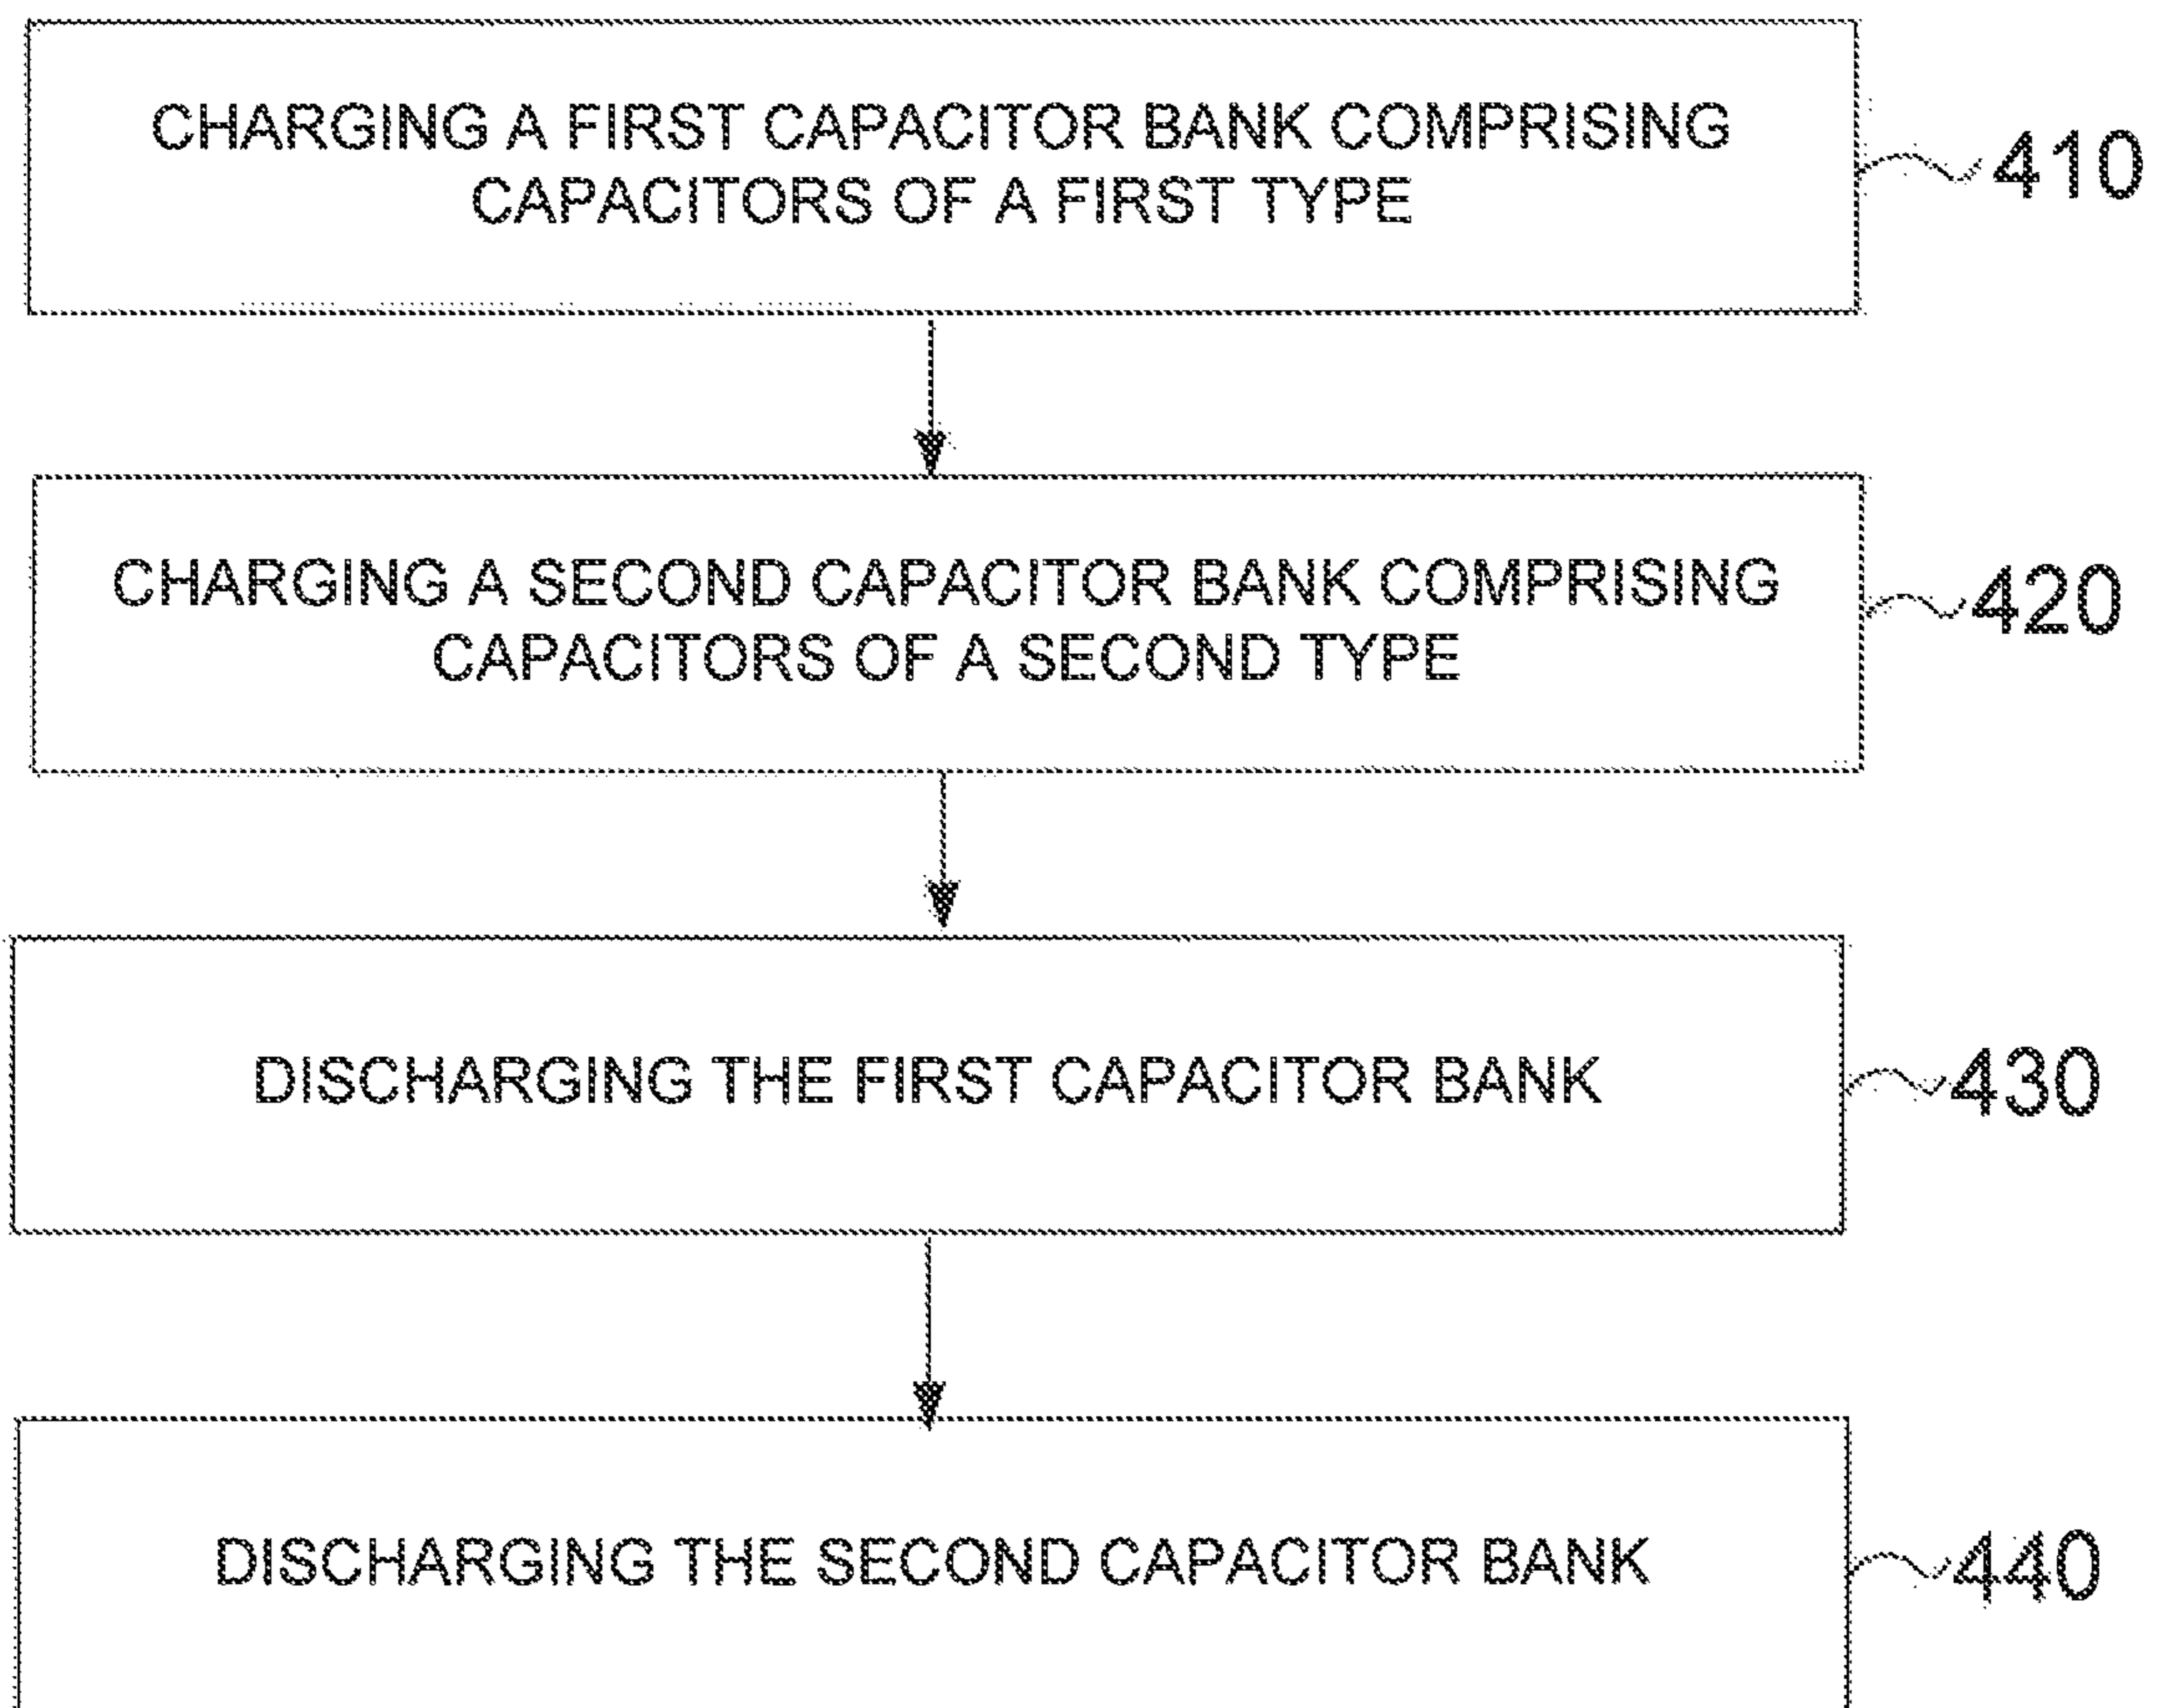 CHARGING A FIRST CAPACITOR BANK COMPRISING
CAPACITORS OF A FIRST TYPE
410
CHARGING A SECOND CAPACITOR BANK COMPRISING
CAPACITORS OF A SECOND TYPE
420
DISCHARGING THE FIRST CAPACITOR BANK
430
DISCHARGING THE SECOND CAPACITOR BANK
440